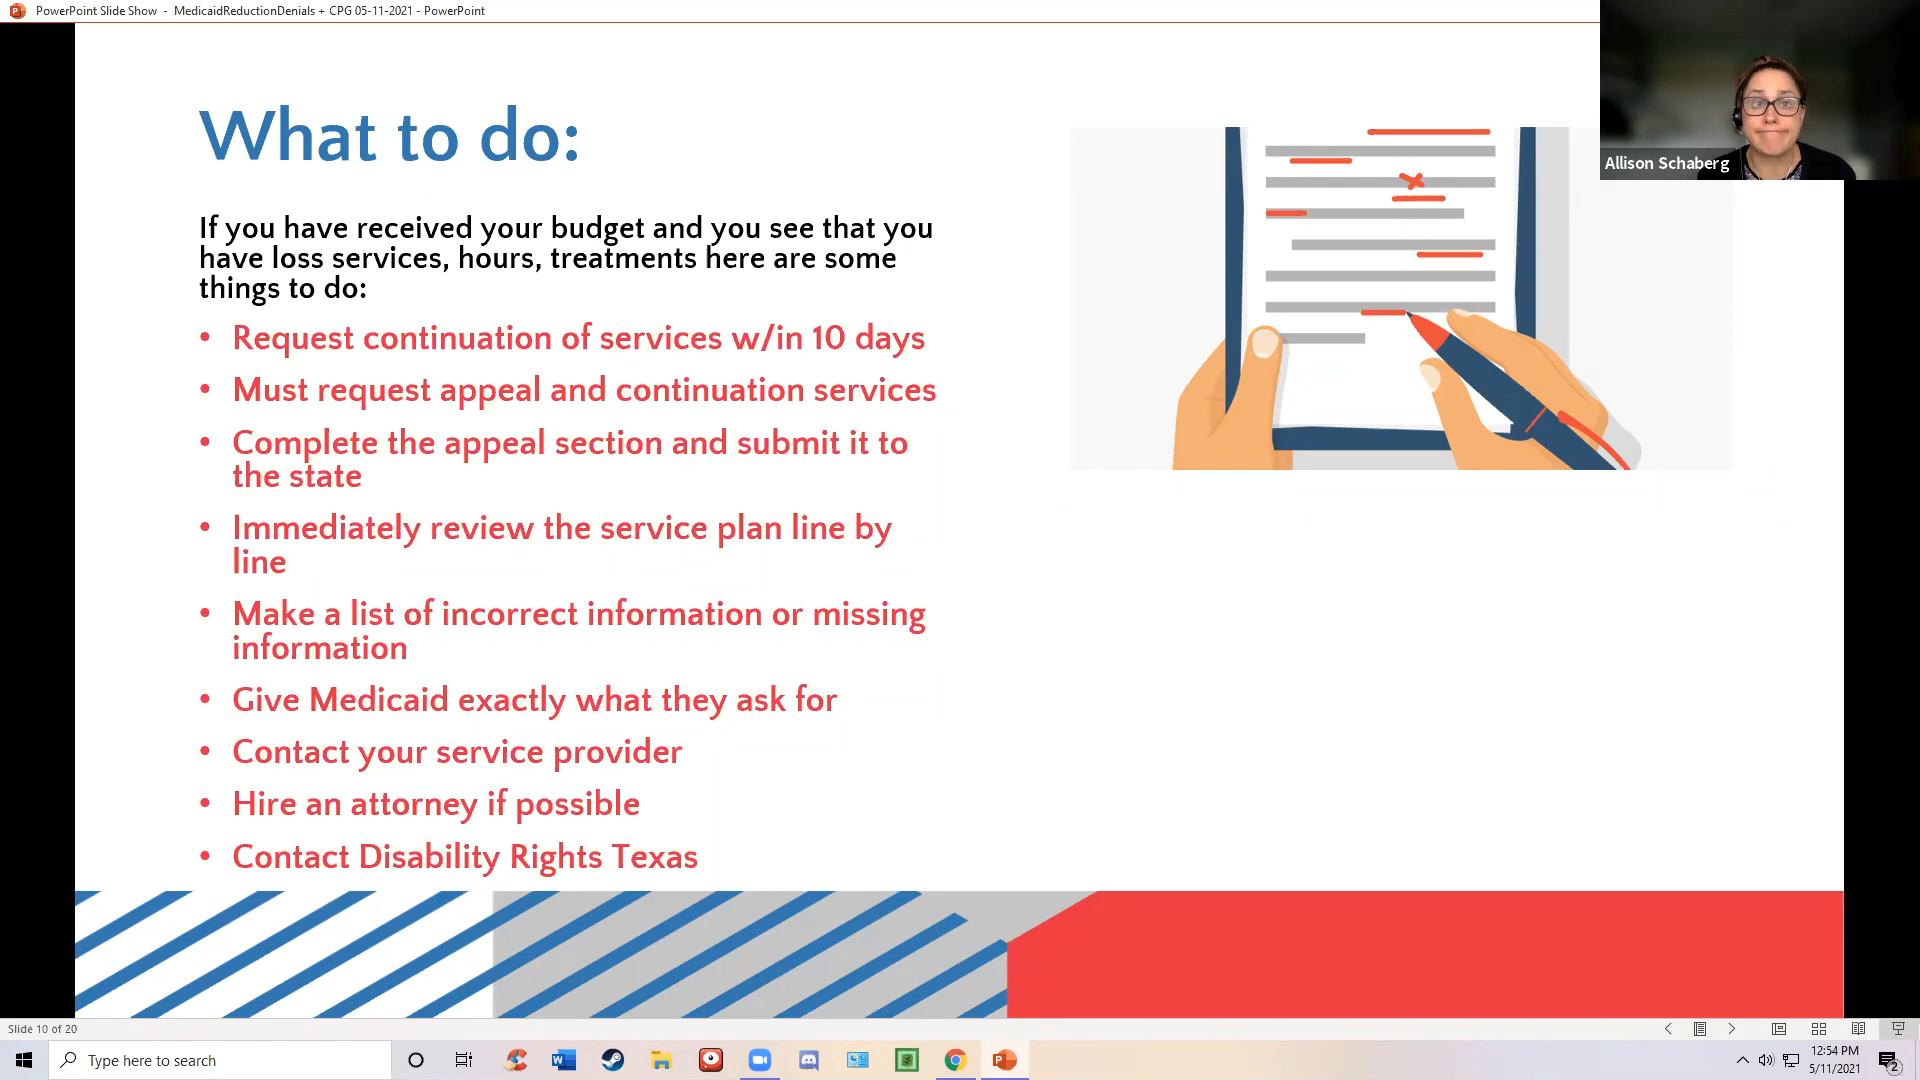 PowerPoint Slide Show - MedicaidReductionDenials + CPG 05-11-2021 - PowerPoint
Allison Schaberg
What to do:
If you have received your budget and you see that you
have loss services, hours, treatments here are some
things to do:
• Request continuation of services w/in 10 days
• Must request appeal and continuation services
• Complete the appeal section and submit it to
the state
• Immediately review the service plan line by
line
• Make a list of incorrect information or missing
information
• Give Medicaid exactly what they ask for
• Contact your service provider
• Hire an attorney if possible
• Contact Disability Rights Texas
Slide 10 of 20
Type here to search
12:54 PM
5/11/2021
2